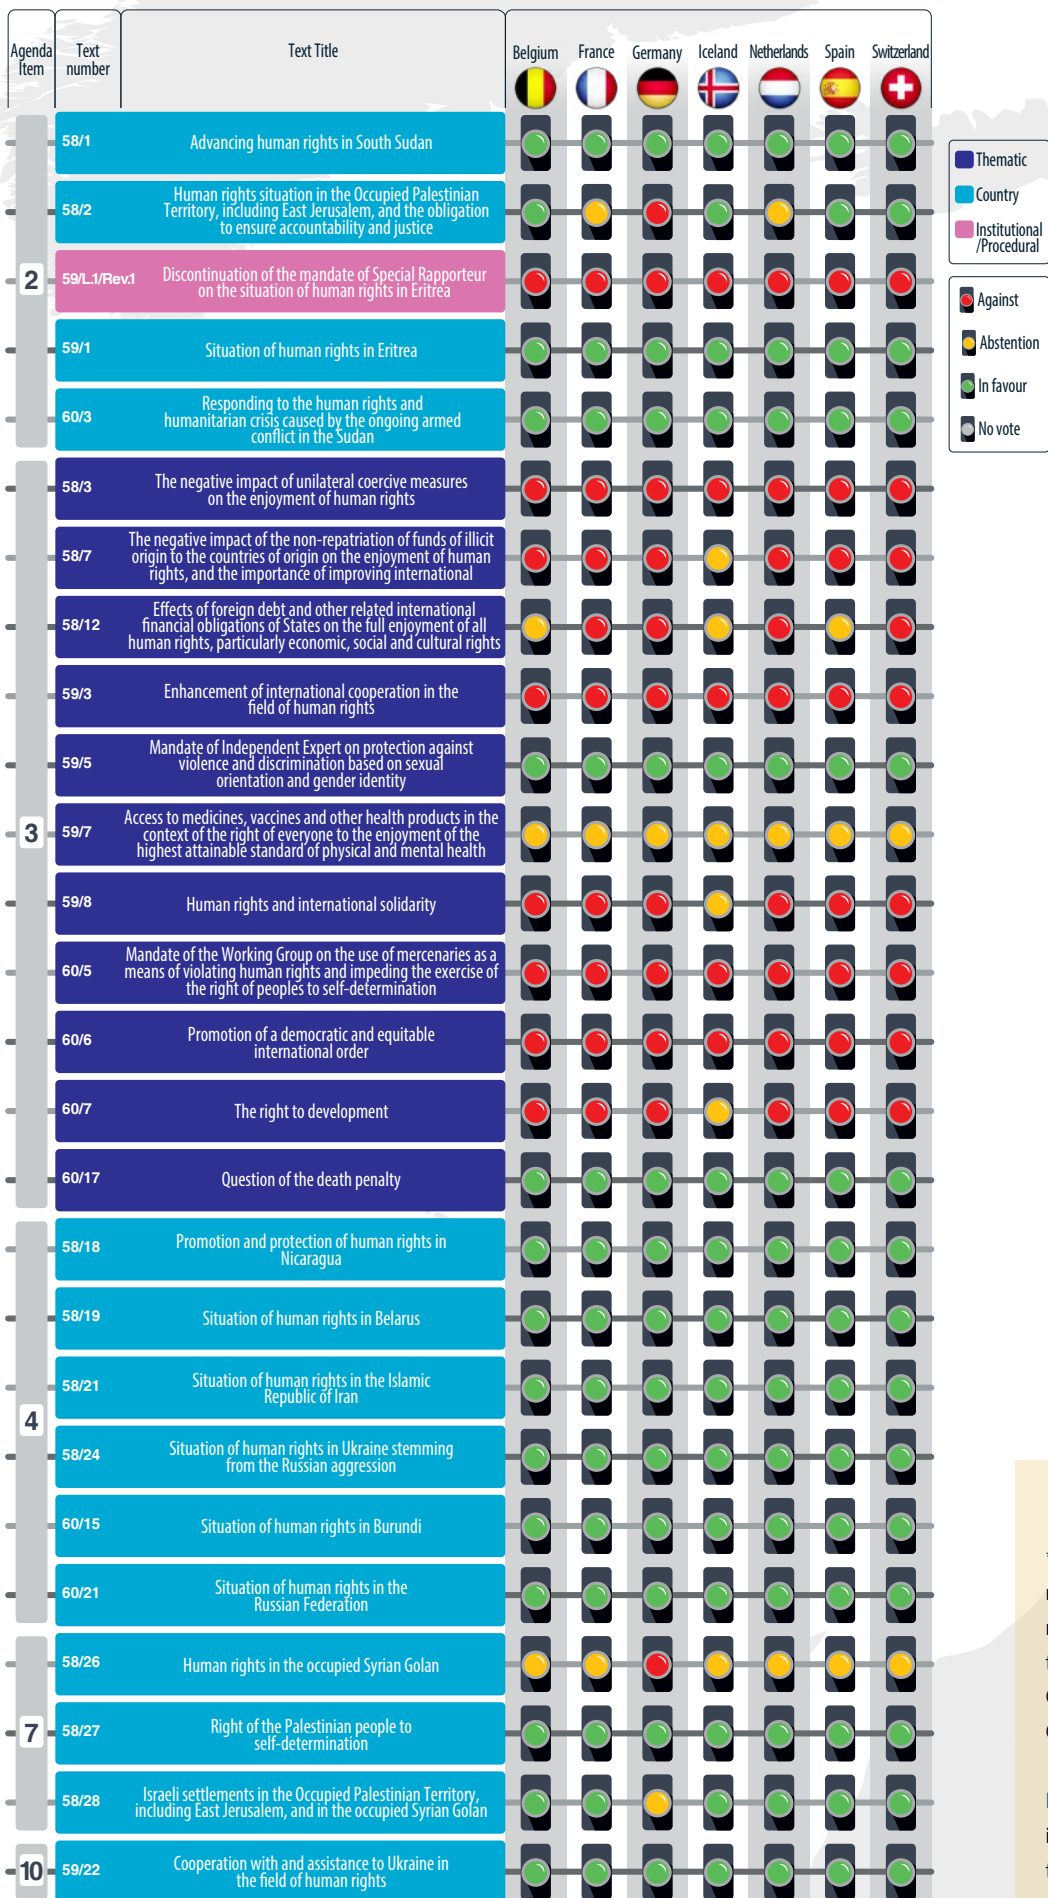 Agenda Item
Text number
Text Title
Belgium
France
Germany
Iceland
Netherlands
Spain
Switzerland
Thematic
Country
Institutional
/Procedural
Against
Abstention
In favour
No vote
2
58/1
Advancing human rights in South Sudan
58/2
Human rights situation in the Occupied Palestinian
Territory, including East Jerusalem, and the obligation
to ensure accountability and justice
59/L.1/Rev.1
Discontinuation of the mandate of Special Rapporteur
on the situation of human rights in Eritrea
59/1
Situation of human rights in Eritrea
60/3
Responding to the human rights and
humanitarian crisis caused by the ongoing armed
conflict in the Sudan
3
58/3
The negative impact of unilateral coercive measures
on the enjoyment of human rights
58/7
The negative impact of the non-repatriation of funds of illicit
origin to the countries of origin on the enjoyment of human
rights, and the importance of improving international
58/12
Effects of foreign debt and other related international
financial obligations of States on the full enjoyment of all
human rights, particularly economic, social and cultural rights
59/3
Enhancement of international cooperation in the
field of human rights
59/5
Mandate of Independent Expert on protection against
violence and discrimination based on sexual
orientation and gender identity
59/7
Access to medicines, vaccines and other health products in the
context of the right of everyone to the enjoyment of the
highest attainable standard of physical and mental health
59/8
Human rights and international solidarity
60/5
Mandate of the Working Group on the use of mercenaries as a
means of violating human rights and impeding the exercise of
the right of peoples to self-determination
60/6
Promotion of a democratic and equitable
international order
60/7
The right to development
60/17
Question of the death penalty
4
58/18
Promotion and protection of human rights in
Nicaragua
58/19
Situation of human rights in Belarus
58/21
Situation of human rights in the Islamic
Republic of Iran
58/24
Situation of human rights in Ukraine stemming
from the Russian aggression
60/15
Situation of human rights in Burundi
60/21
Situation of human rights in the
Russian Federation
7
58/26
Human rights in the occupied Syrian Golan
58/27
Right of the Palestinian people to
self-determination
58/28
Israeli settlements in the Occupied Palestinian Territory,
including East Jerusalem, and in the occupied Syrian Golan
10
59/22
Cooperation with and assistance to Ukraine in
the field of human rights